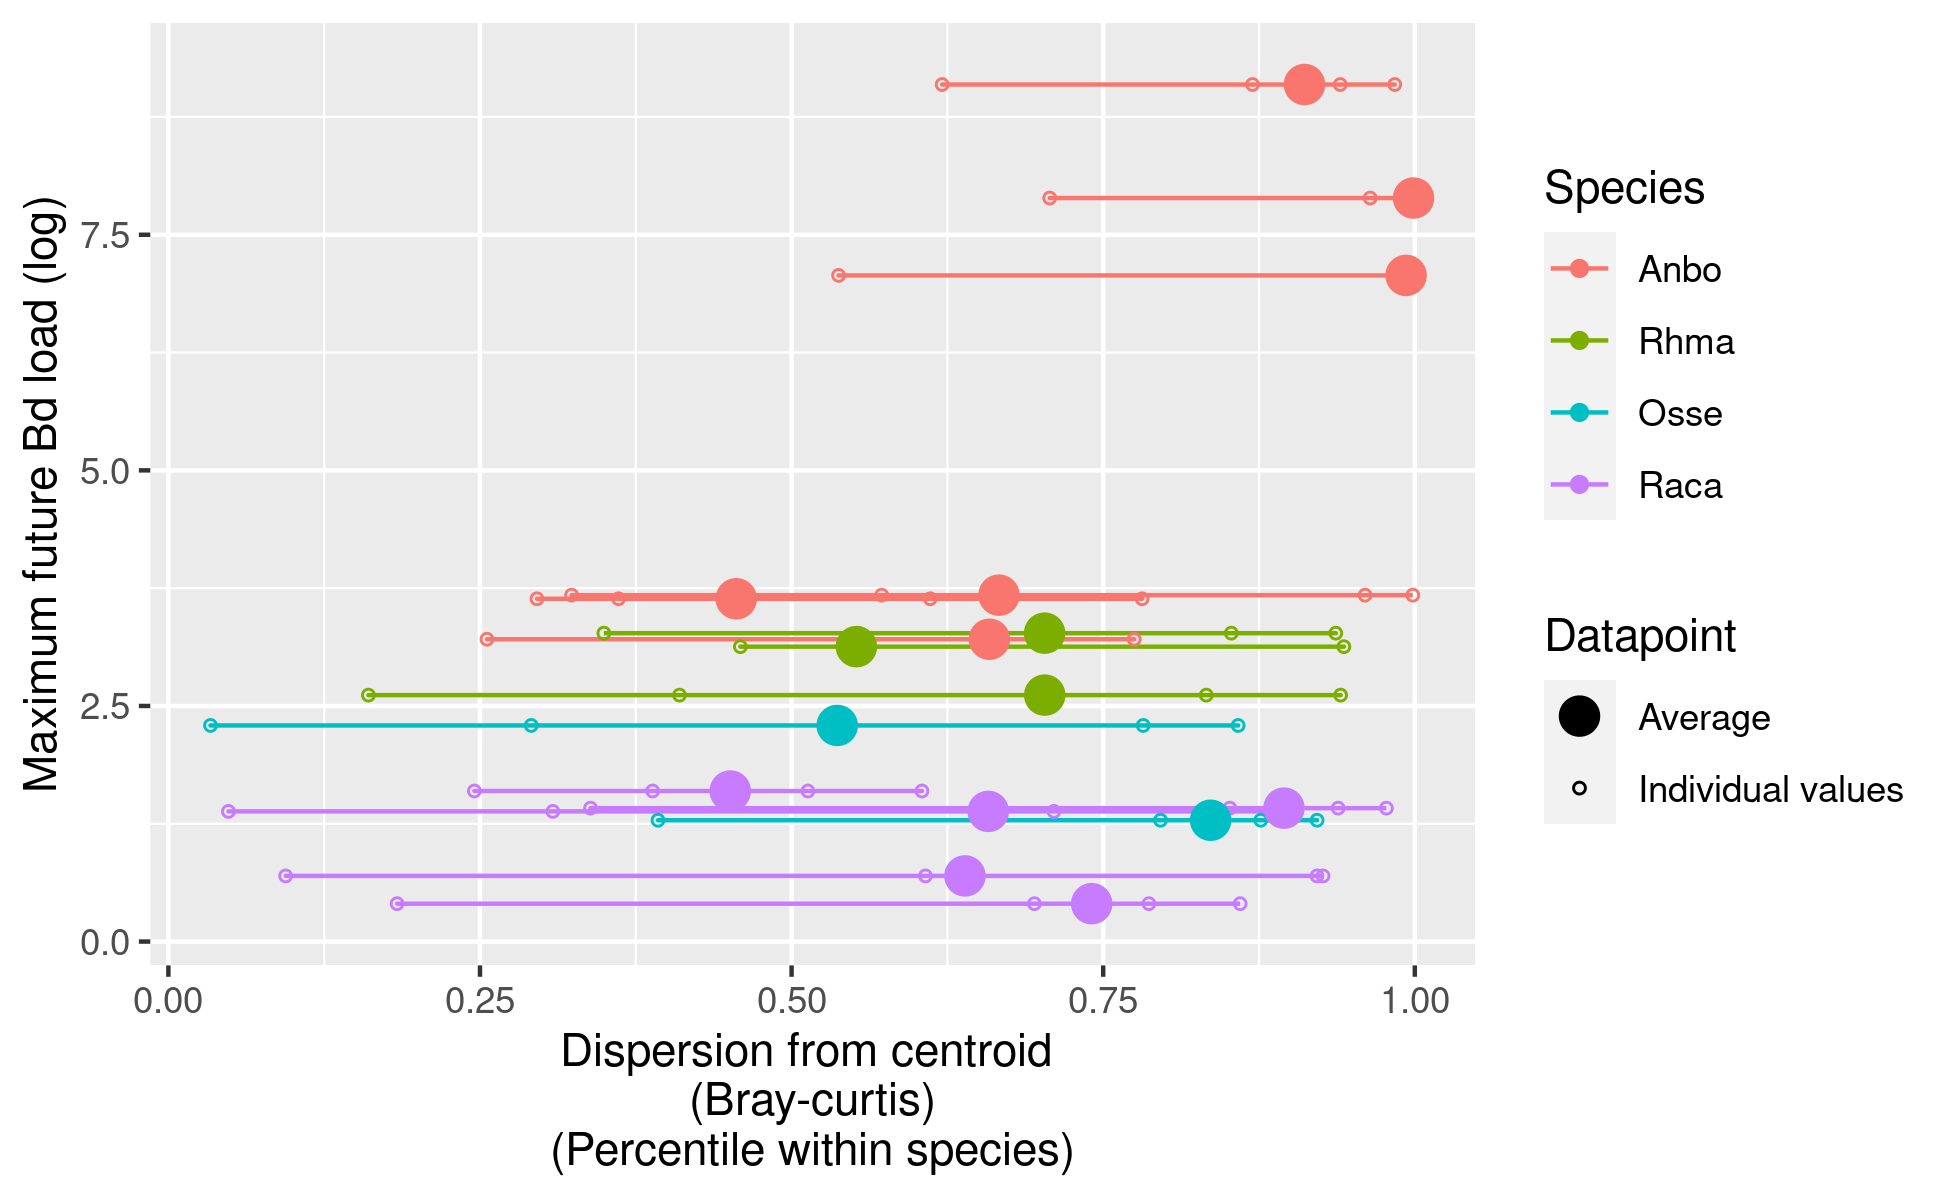 Maximum future Bd load (log)
7.5
5.0
2.5
0.0
0.00 0.25 0.50 0.75 1.00
Dispersion from centroid
(Bray-curtis)
(Percentile within species)
Species
Anbo
Rhma
Osse
Raca
Datapoint
Average
Individual values